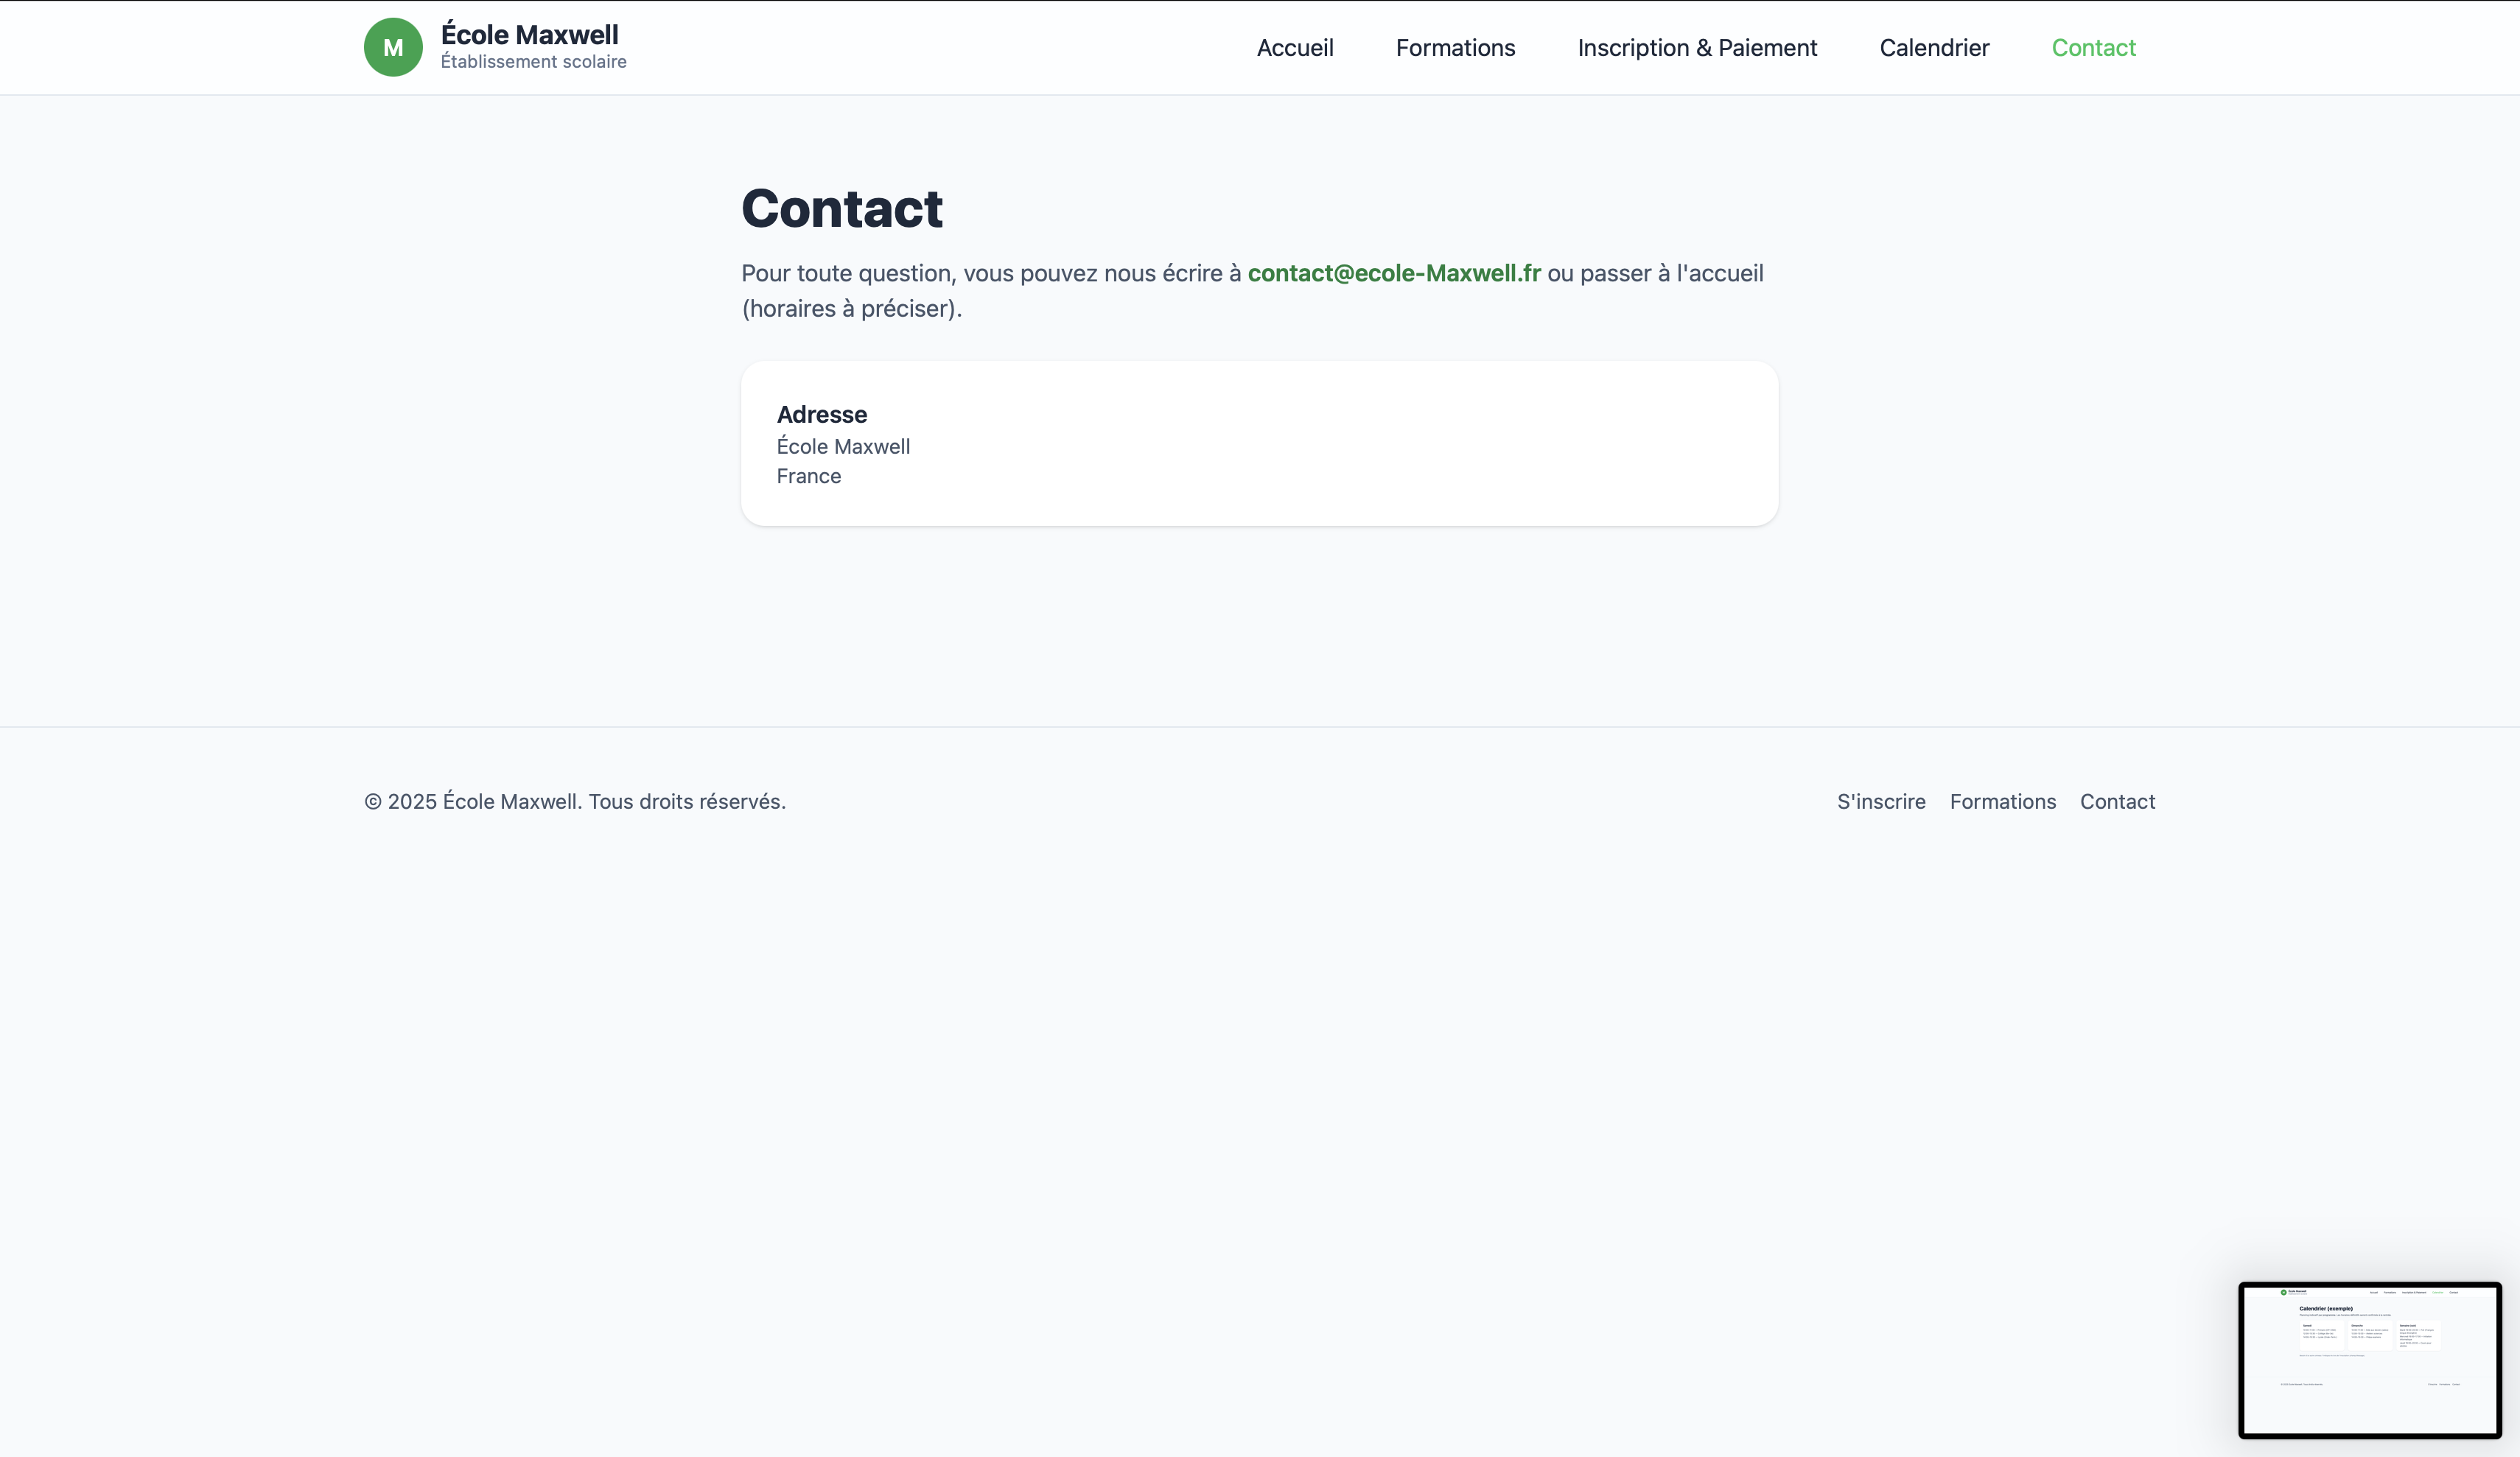 M
École Maxwell
Établissement scolaire
Accueil
Formations
Inscription & Paiement
Calendrier
Contact
Contact
Pour toute question, vous pouvez nous écrire à contact@ecole-Maxwell.fr ou passer à l'accueil
(horaires à préciser).
Adresse
École Maxwell
France
© 2025 École Maxwell. Tous droits réservés.
S'inscrire
Formations
Contact
Calendrier (exemple)